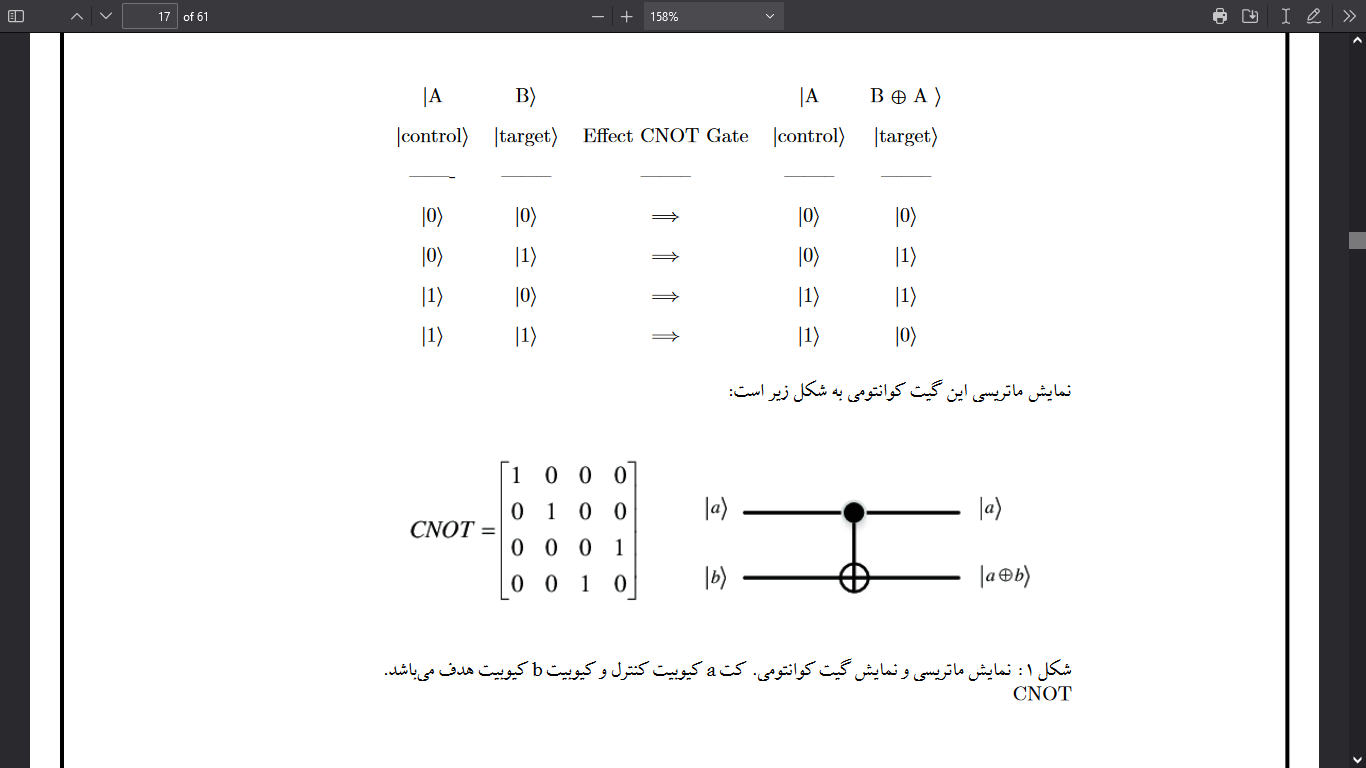 17 of 61 158%
|A B⟩ |A B ⊕ A ⟩
|control⟩ |target⟩ Effect CNOT Gate |control⟩ |target⟩
|0⟩ |0⟩ ⟹ |0⟩ |0⟩
|0⟩ |1⟩ ⟹ |0⟩ |1⟩
|1⟩ |0⟩ ⟹ |1⟩ |1⟩
|1⟩ |1⟩ ⟹ |1⟩ |0⟩
نمایش ماتریسی این گیت کوانتومی به شکل زیر است:
CNOT =
1 0 0 0
0 1 0 0
0 0 0 1
0 0 1 0
|a⟩ |a⟩
|b⟩ |a⊕b⟩
شکل ۱: نمایش ماتریسی و نمایش گیت کوانتومی. کت a کیوبیت کنترل و کیوبیت b کیوبیت هدف می‌باشد.
CNOT